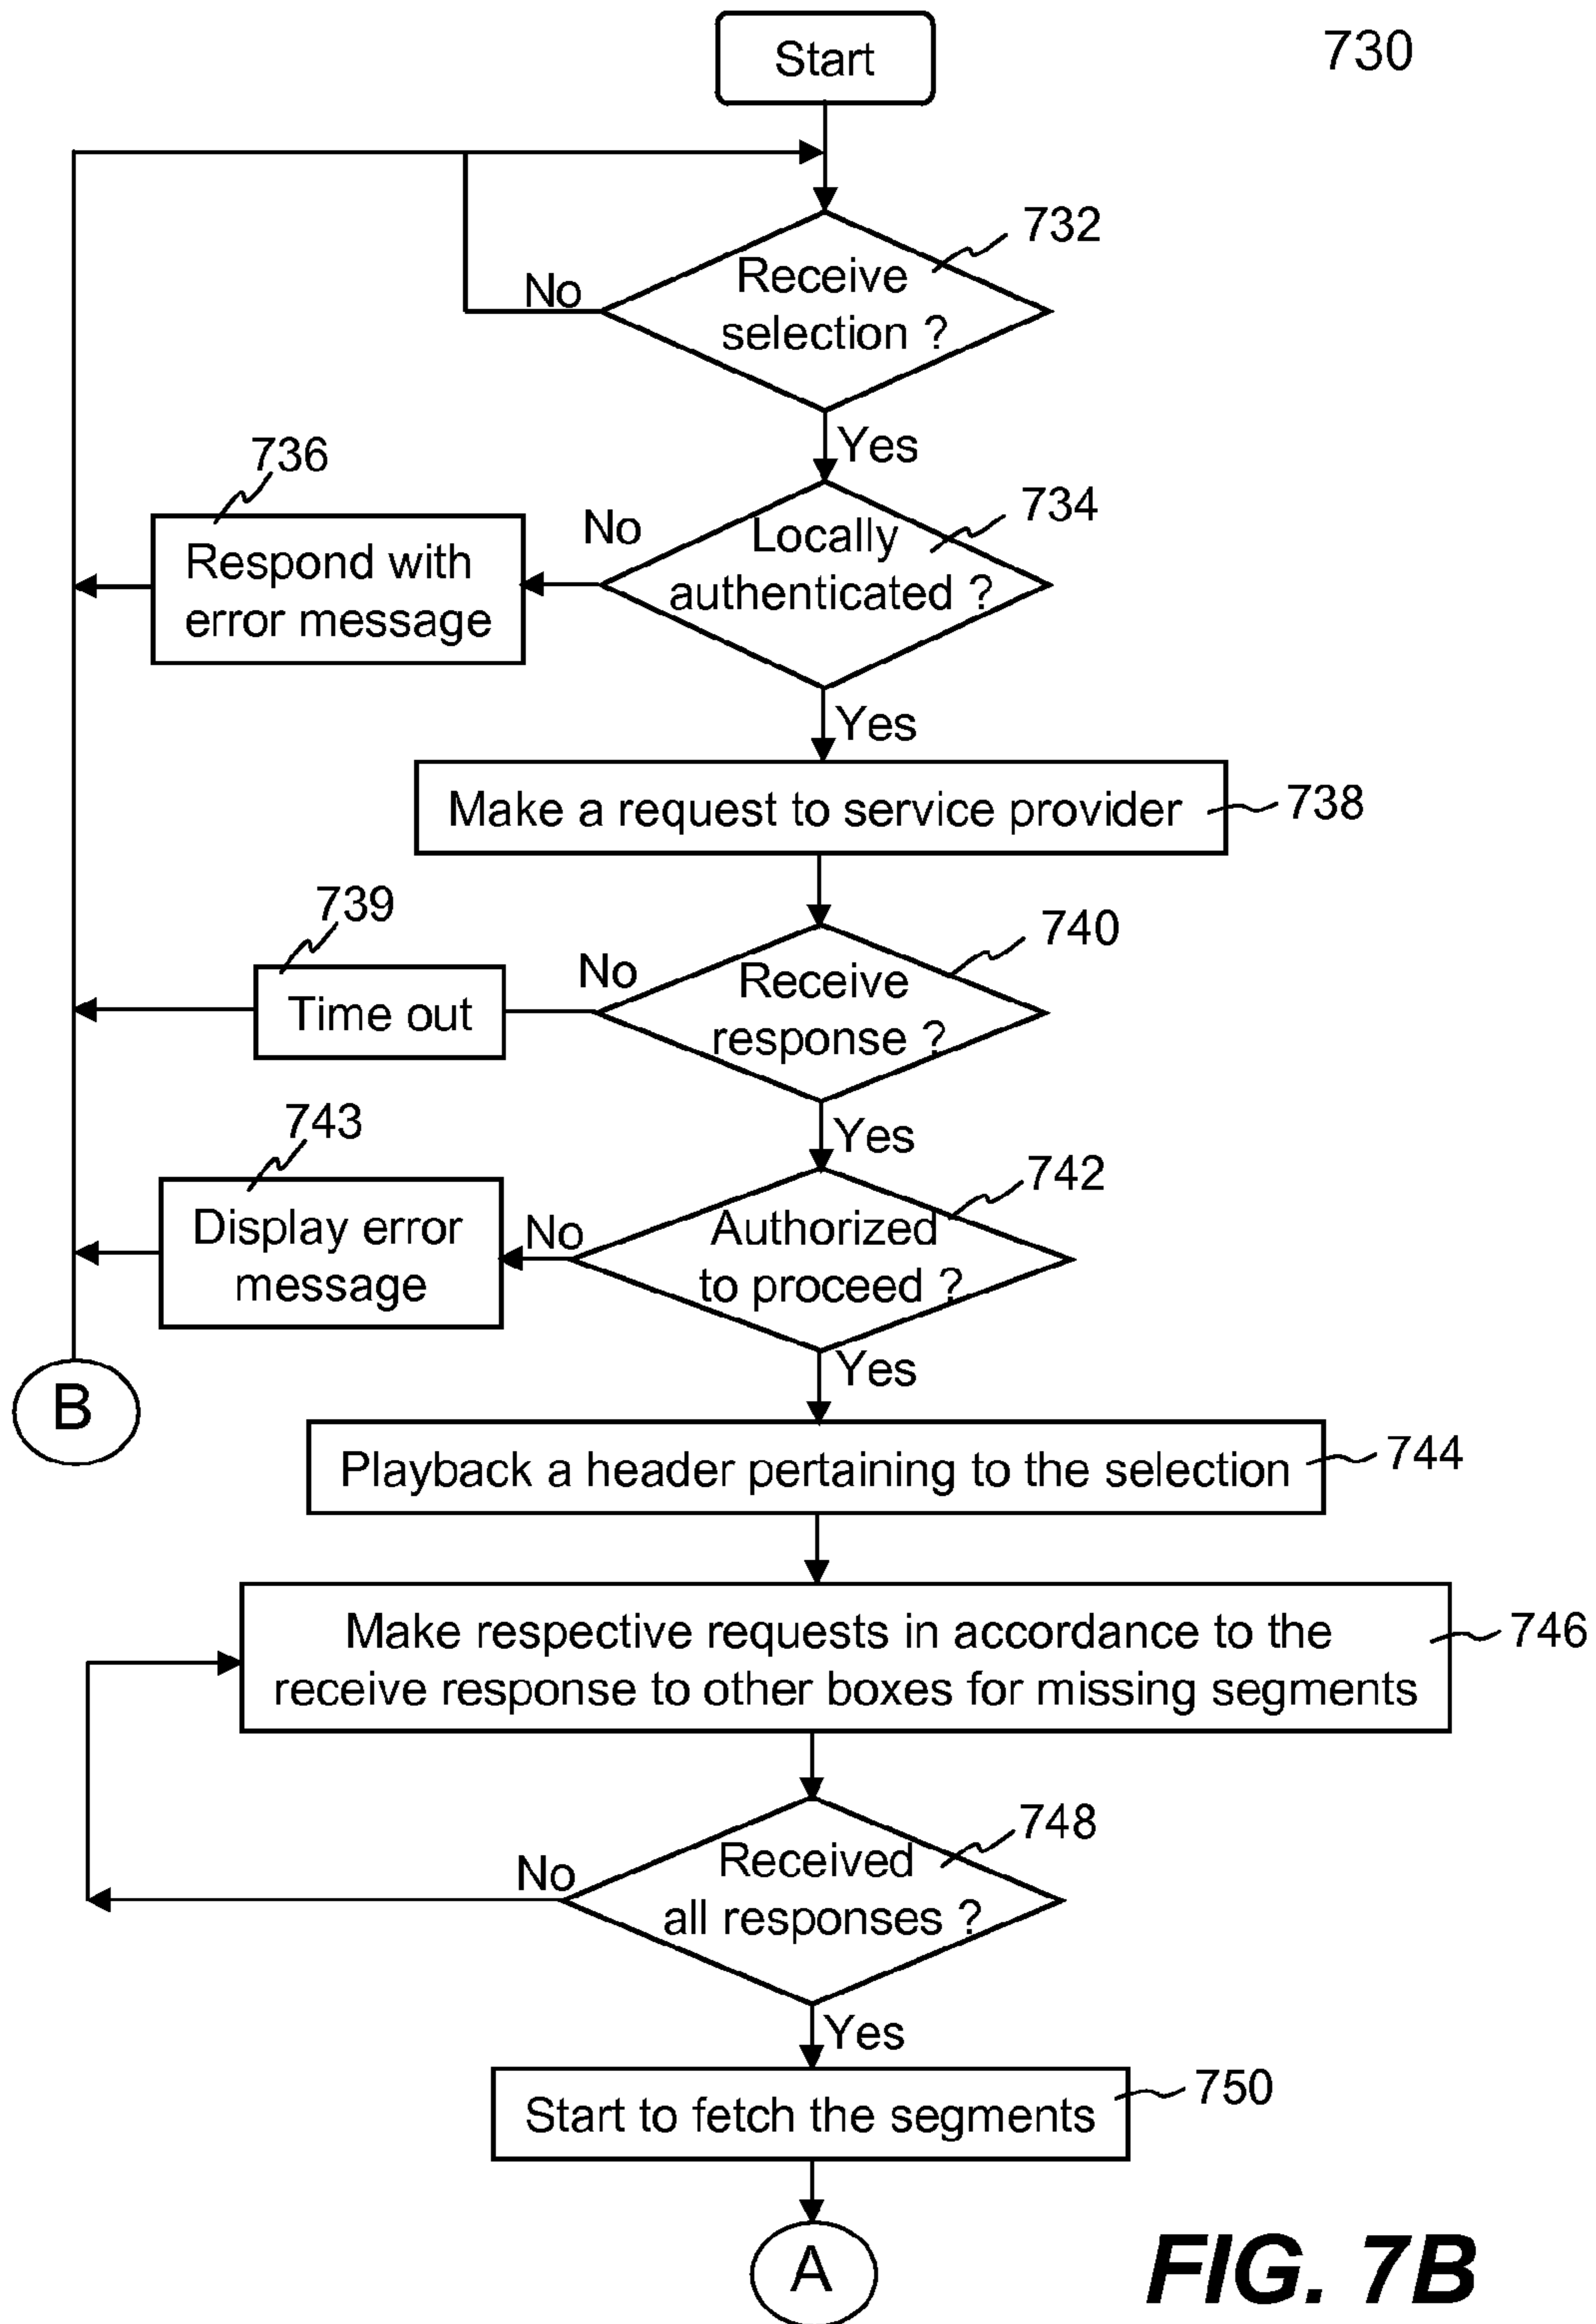 Start
730
732
Receive
selection ?
No
Yes
736
734
Respond with
error message
No
Locally
authenticated ?
Yes
Make a request to service provider
738
739
740
Time out
No
Receive
response ?
743
Yes
742
Display error
message
No
Authorized
to proceed ?
B
Yes
Playback a header pertaining to the selection
744
Make respective requests in accordance to the
receive response to other boxes for missing segments
746
748
No
Received
all responses ?
Yes
Start to fetch the segments
750
A
FIG. 7B